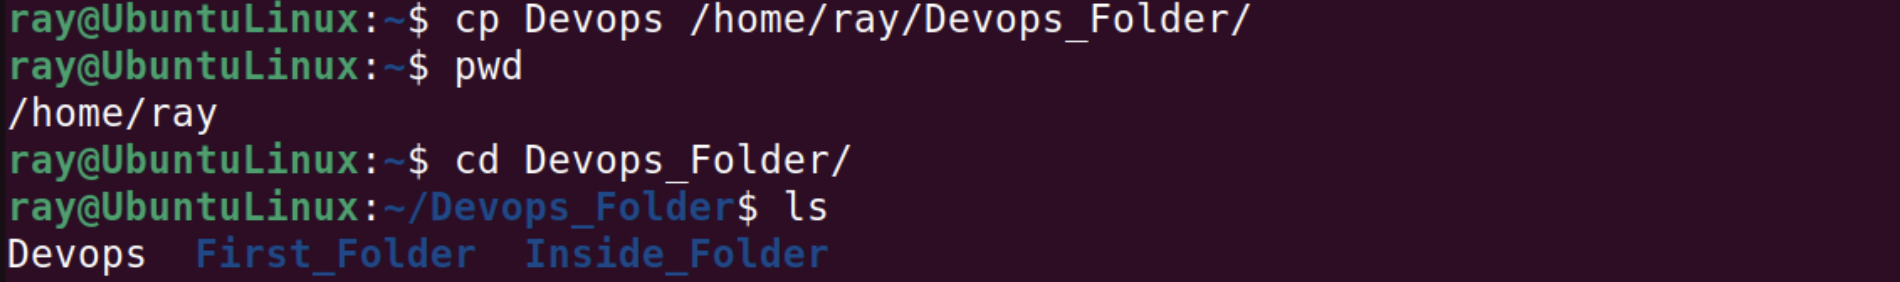 ray@UbuntuLinux:~$ cp Devops /home/ray/Devops_Folder/
ray@UbuntuLinux:~$ pwd
/home/ray
ray@UbuntuLinux:~$ cd Devops_Folder/
ray@UbuntuLinux:~/Devops_Folder$ ls
Devops  First_Folder  Inside_Folder